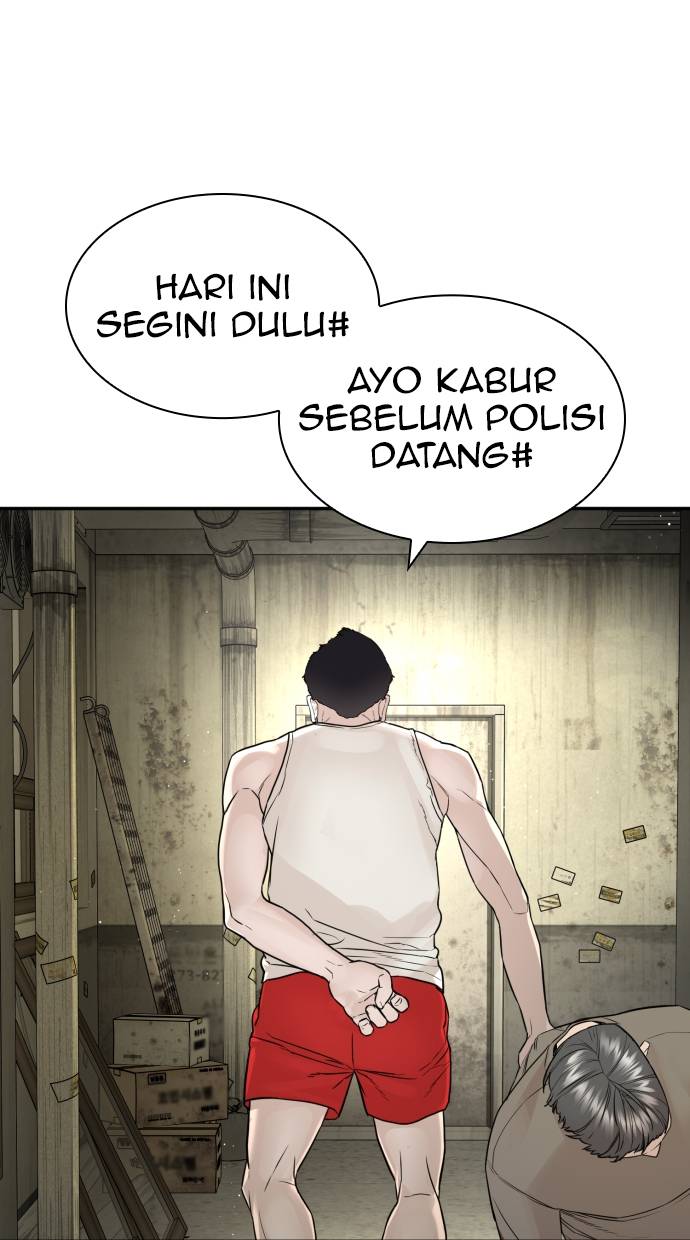 HARI INI
SEGINI DULU#
AYO KABUR
SEBELUM POLISI
DATANG#